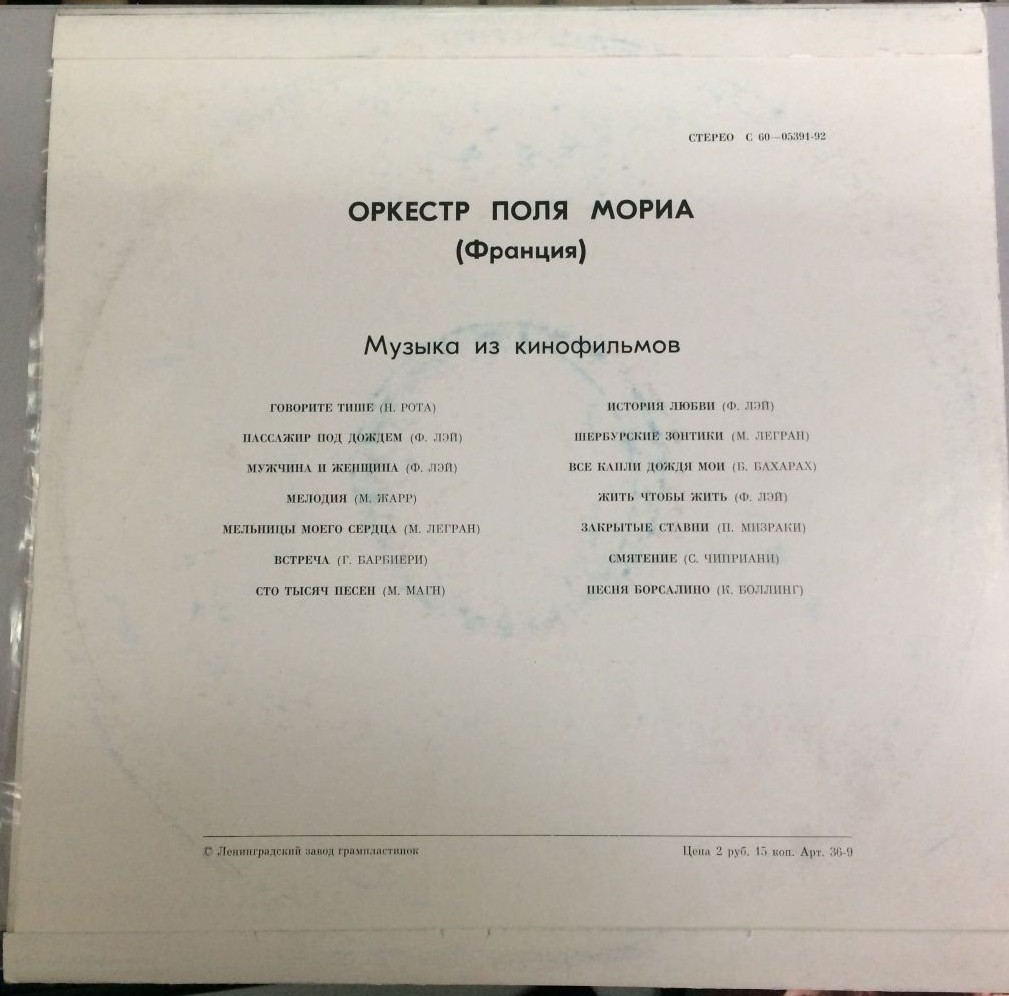 СТЕРЕО С 60—05391-92
ОРКЕСТР ПОЛЯ МОРИА
(Франция)
Музыка из кинофильмов
ГОВОРИТЕ ТИШЕ (Н. РОТА)
ПАССАЖИР ПОД ДОЖДЕМ (Ф. ЛЭЙ)
МУЖЧИНА И ЖЕНЩИНА (Ф. ЛЭЙ)
МЕЛОДИЯ (М. ЖАРР)
МЕЛЬНИЦЫ МОЕГО СЕРДЦА (М. ЛЕГРАН)
ВСТРЕЧА (Г. БАРБИЕРИ)
СТО ТЫСЯЧ ПЕСЕН (М. МАГН)
ИСТОРИЯ ЛЮБВИ (Ф. ЛЭЙ)
ШЕРБУРСКИЕ ЗОНТИКИ (М. ЛЕГРАН)
ВСЕ КАПЛИ ДОЖДЯ МОИ (Б. БАХАРАХ)
ЖИТЬ ЧТОБЫ ЖИТЬ (Ф. ЛЭЙ)
ЗАКРЫТЫЕ СТАВНИ (П. МИЗРАКИ)
СМЯТЕНИЕ (С. ЧИПРИАНИ)
ПЕСНЯ БОРСАЛИНО (К. БОЛЛИНГ)
© Ленинградский завод грампластинок
Цена 2 руб. 15 коп. Арт. 36-9